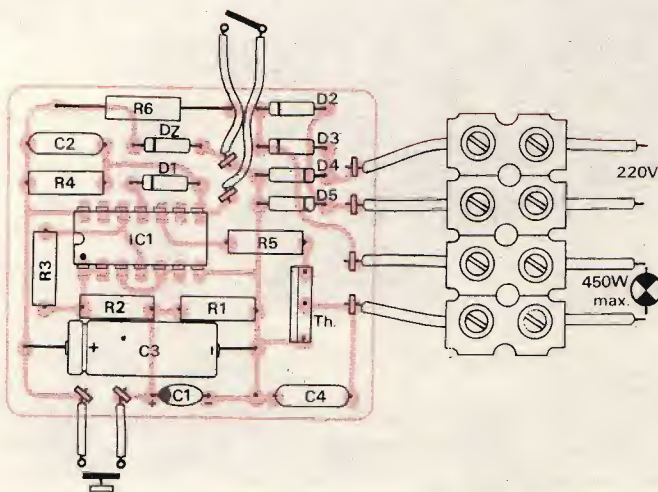 R6
D2
DZ
D3
C2
D4
220V
R4
D1
D5
IC1
R5
R3
450W
max.
R2
R1
Th.
+
C3
-
+
C1
-
C4